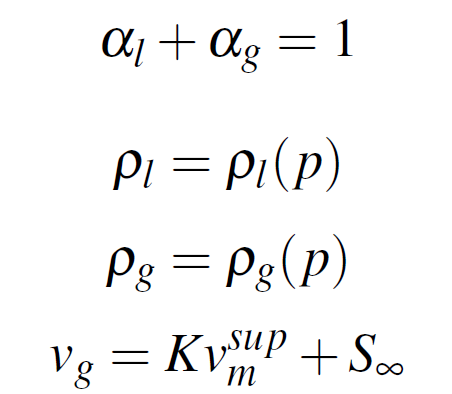 α_l + α_g = 1
ρ_l = ρ_l(p)
ρ_g = ρ_g(p)
v_g = Kv_m^{sup} + S_∞